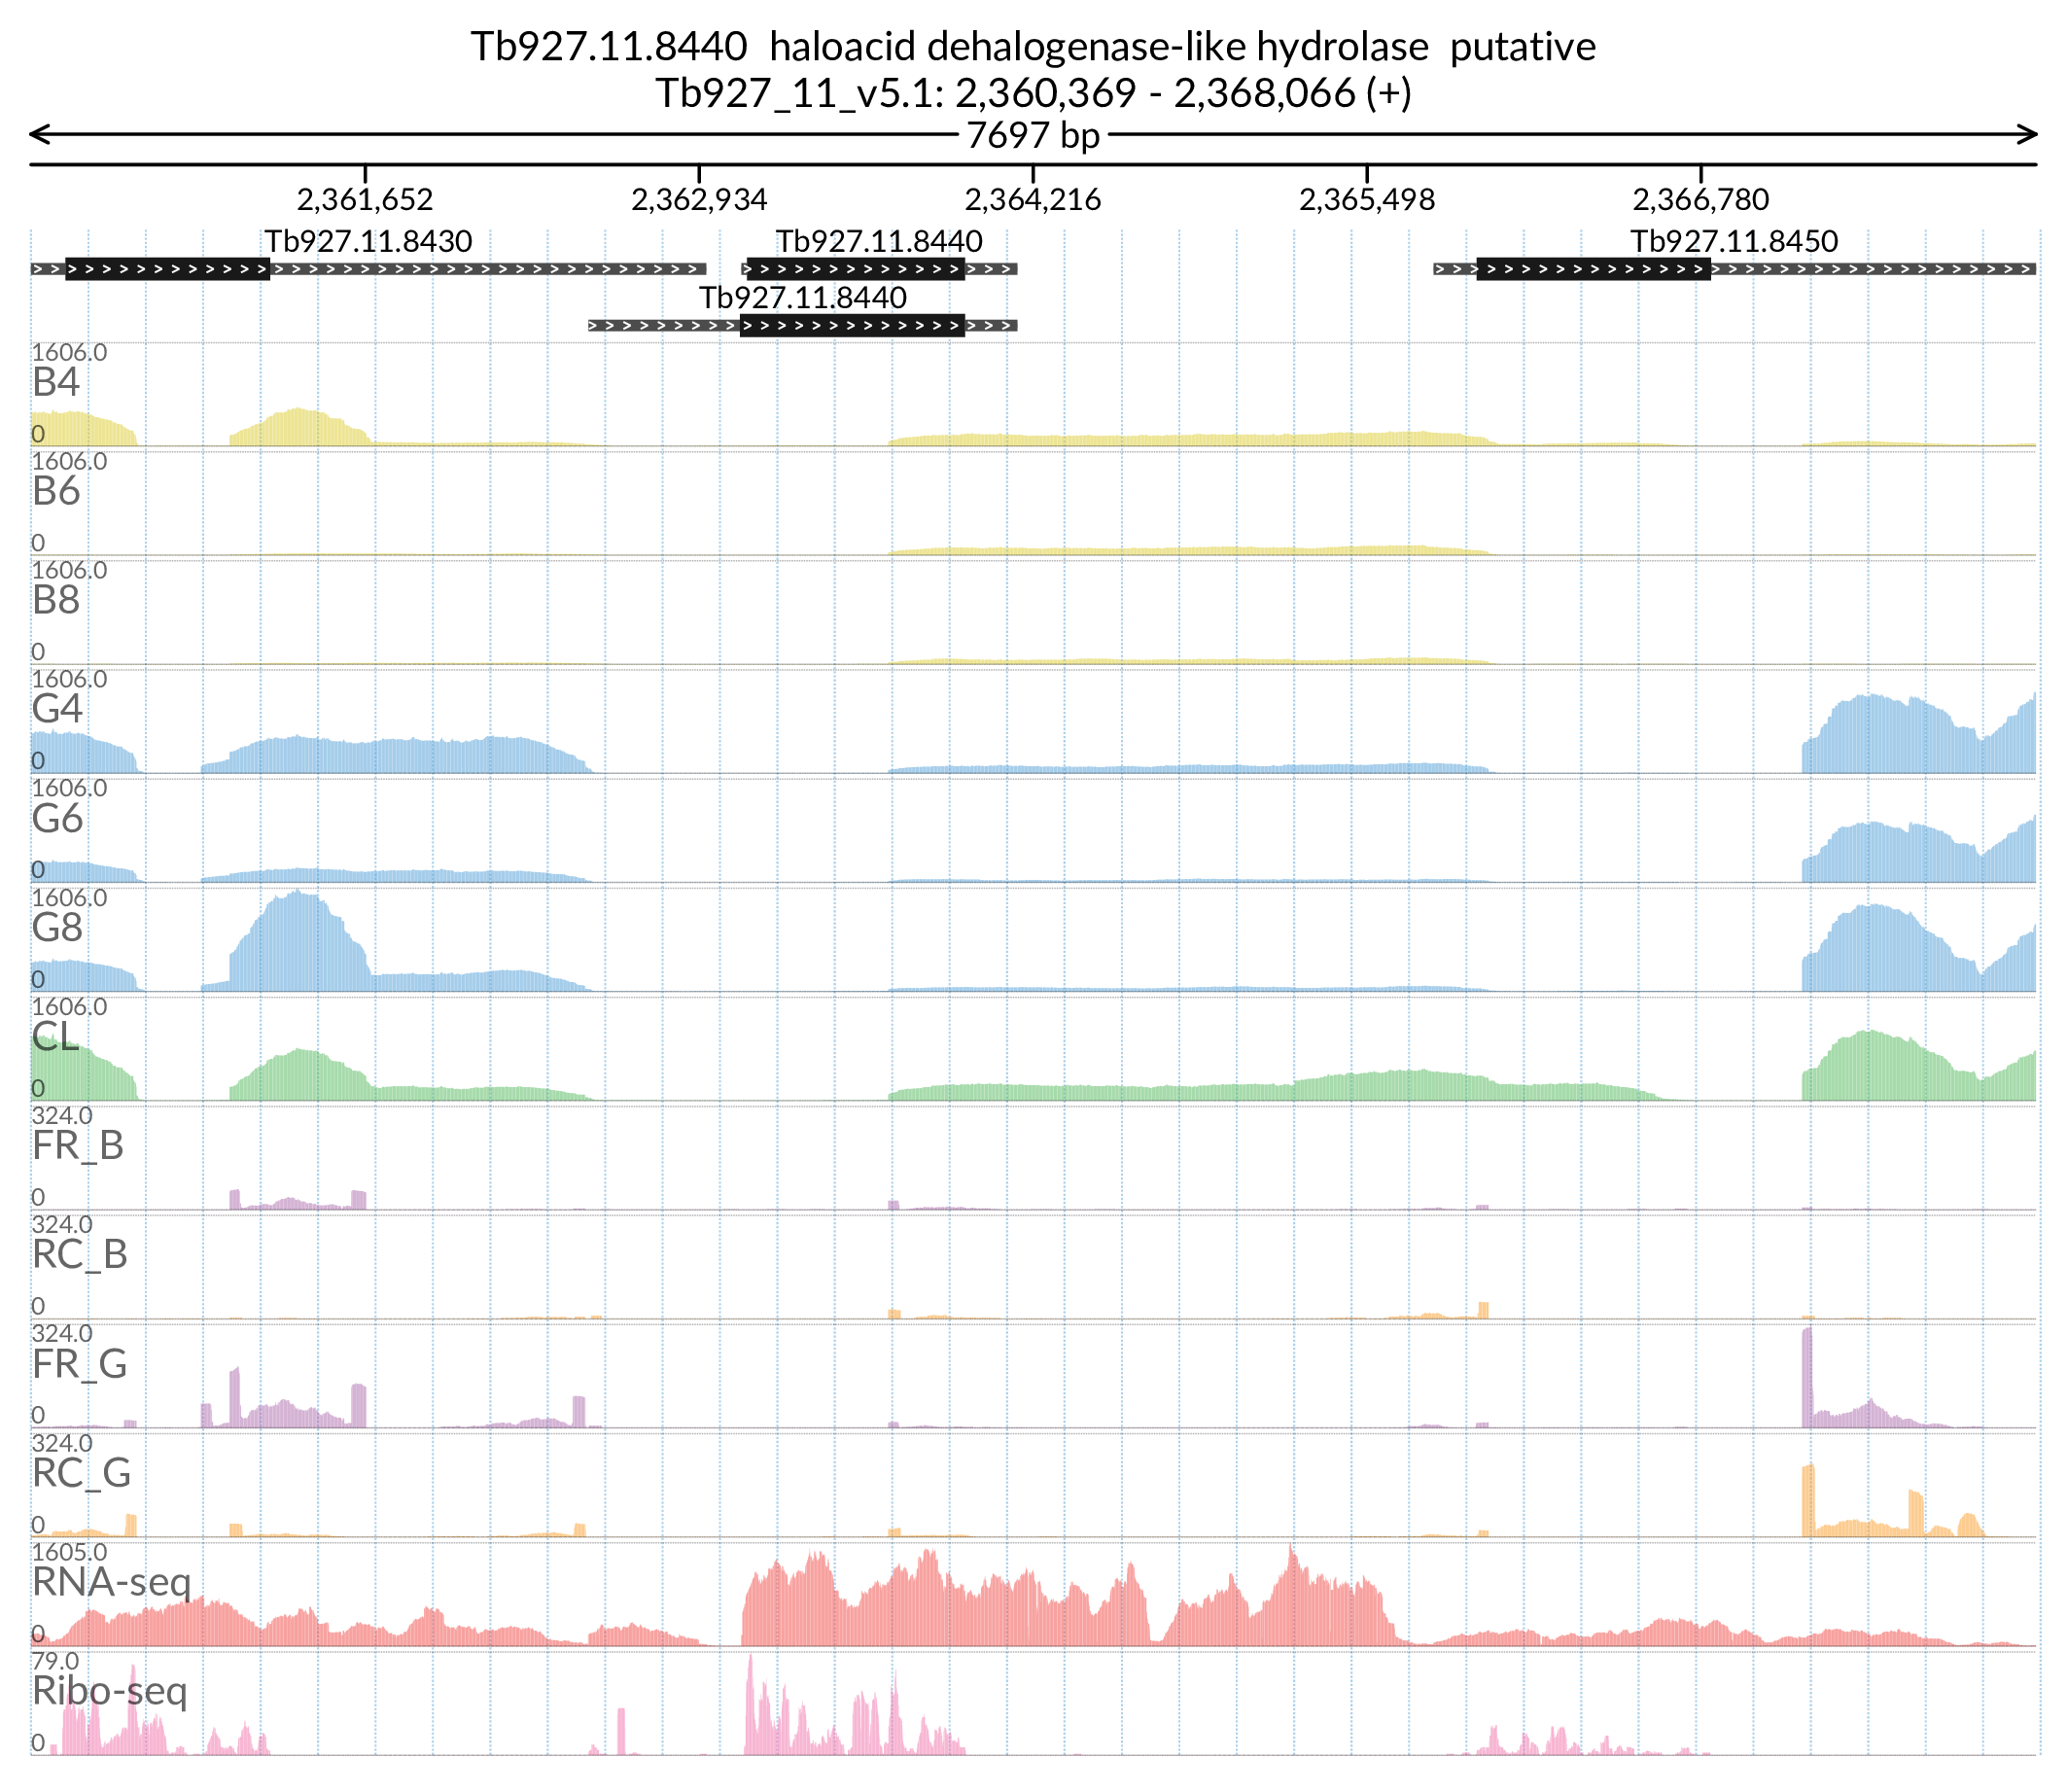 Tb927.11.8440 haloacid dehalogenase-like hydrolase putative
Tb927_11_v5.1: 2,360,369 - 2,368,066 (+)
7697 bp
2,361,652 2,362,934 2,364,216 2,365,498 2,366,780
Tb927.11.8430 Tb927.11.8440 Tb927.11.8450
Tb927.11.8440
1606.0
B4
0
1606.0
B6
0
1606.0
B8
0
1606.0
G4
0
1606.0
G6
0
1606.0
G8
0
1606.0
CL
0
324.0
FR_B
0
324.0
RC_B
0
324.0
FR_G
0
324.0
RC_G
0
1605.0
RNA-seq
0
79.0
Ribo-seq
0